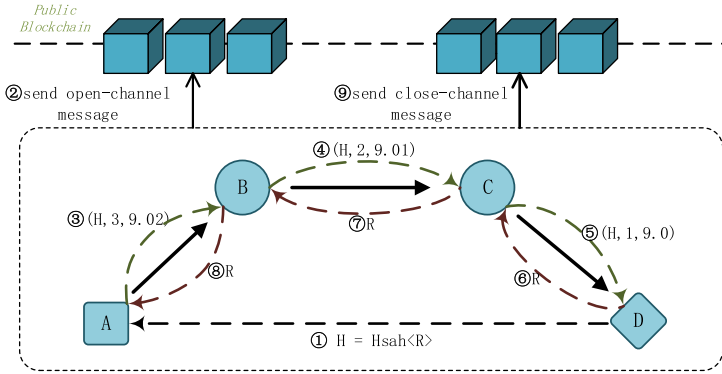 Public
Blockchain
②send open-channel
message
⑨send close-channel
message
④(H,2,9.01)
B
C
③(H,3,9.02)
⑦R
⑤(H,1,9.0)
⑧R
⑥R
A
D
① H = Hsah<R>